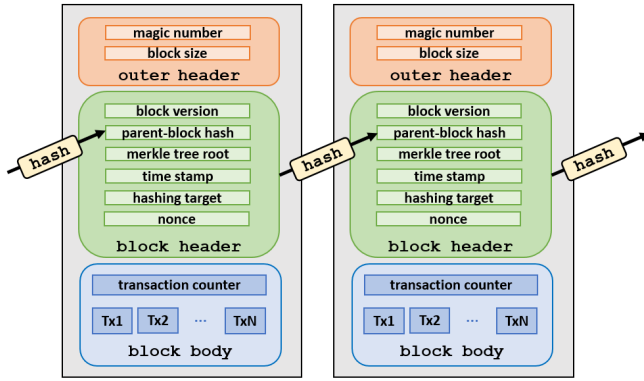 magic number
block size
outer header
block version
hash
parent-block hash
merkle tree root
time stamp
hashing target
nonce
block header
transaction counter
Tx1 Tx2 ... TxN
block body
magic number
block size
outer header
block version
hash
parent-block hash
merkle tree root
time stamp
hashing target
nonce
block header
transaction counter
Tx1 Tx2 ... TxN
block body
hash